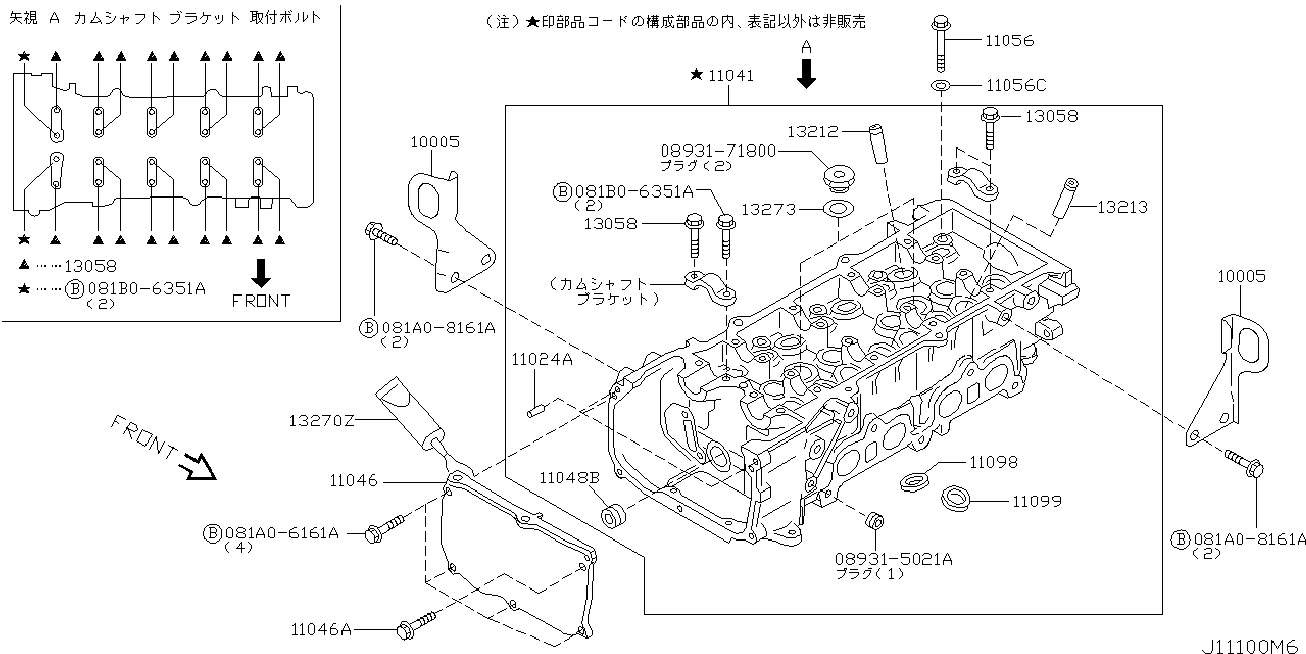 矢視 A カムシャフト ブラケット 取付ボルト
(注)★印部品コードの構成部品の内、表記以外は非販売
A
★ 11041
11056
11056C
13058
13212
08931-71800
プラグ(2)
Ⓑ081B0-6351A
(2)
13273
13058
13213
(カムシャフト
ブラケット)
10005
Ⓑ081A0-8161A
(2)
▲ ‥‥13058
★ ‥‥Ⓑ081B0-6351A
(2)
FRONT
10005
Ⓑ081A0-8161A
(2)
11024A
13270Z
FRONT
11046
11048B
Ⓑ081A0-6161A
(4)
11046A
11098
11099
08931-5021A
プラグ(1)
J11100M6